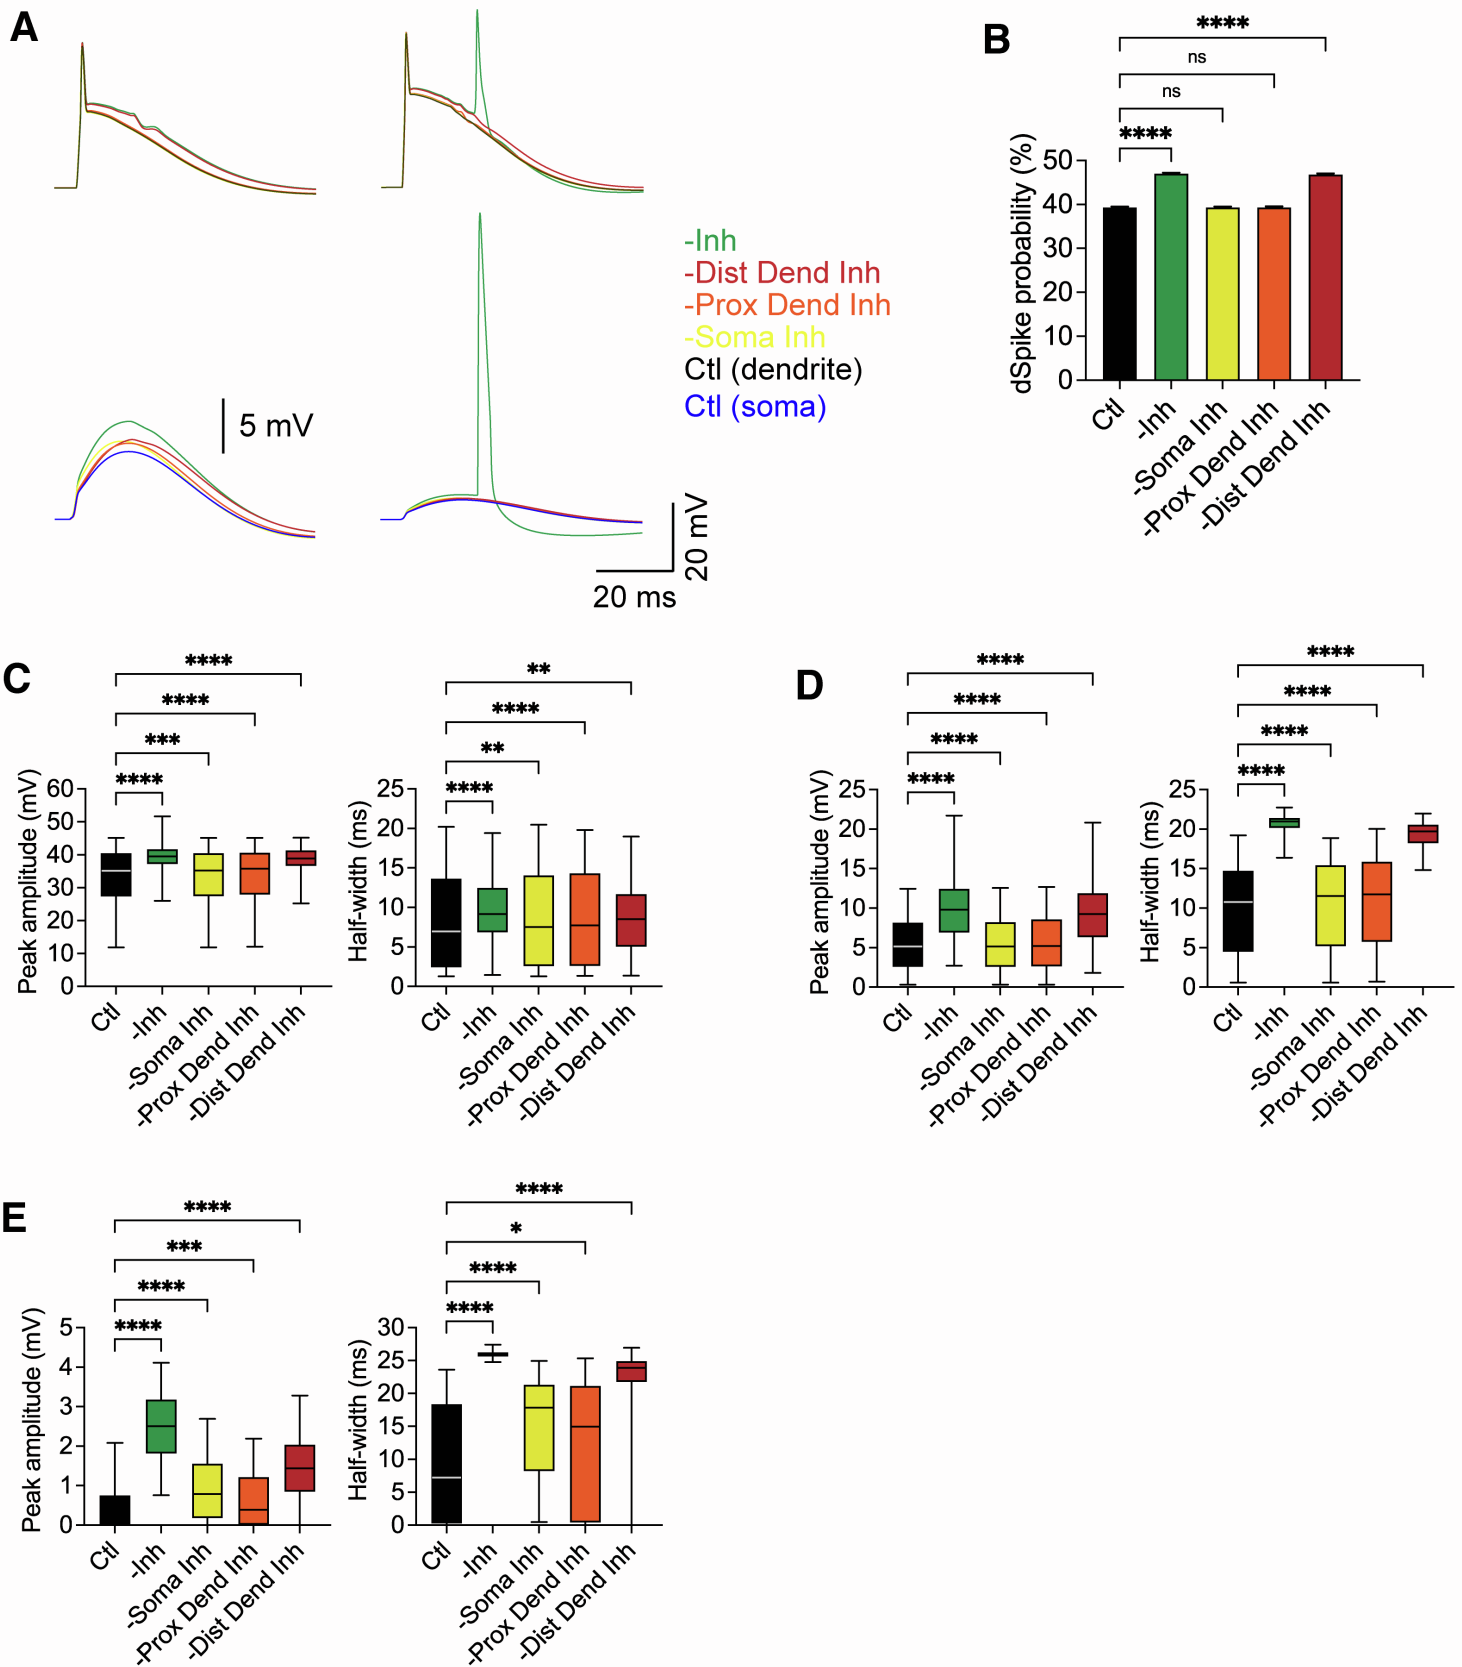 A
-Inh
-Dist Dend Inh
-Prox Dend Inh
-Soma Inh
Ctl (dendrite)
Ctl (soma)
5 mV
20 mV
20 ms
B
****
ns
ns
****
dSpike probability (%)
50
40
30
20
10
0
Ctl
-Inh
-Soma Inh
-Prox Dend Inh
-Dist Dend Inh
C
****
****
***
****
Peak amplitude (mV)
60
50
40
30
20
10
0
Ctl
-Inh
-Soma Inh
-Prox Dend Inh
-Dist Dend Inh
**
****
**
****
Half-width (ms)
25
20
15
10
5
0
Ctl
-Inh
-Soma Inh
-Prox Dend Inh
-Dist Dend Inh
D
****
****
****
****
Peak amplitude (mV)
25
20
15
10
5
0
Ctl
-Inh
-Soma Inh
-Prox Dend Inh
-Dist Dend Inh
****
****
****
****
Half-width (ms)
25
20
15
10
5
0
Ctl
-Inh
-Soma Inh
-Prox Dend Inh
-Dist Dend Inh
E
****
***
****
****
Peak amplitude (mV)
5
4
3
2
1
0
Ctl
-Inh
-Soma Inh
-Prox Dend Inh
-Dist Dend Inh
****
*
****
****
Half-width (ms)
30
25
20
15
10
5
0
Ctl
-Inh
-Soma Inh
-Prox Dend Inh
-Dist Dend Inh